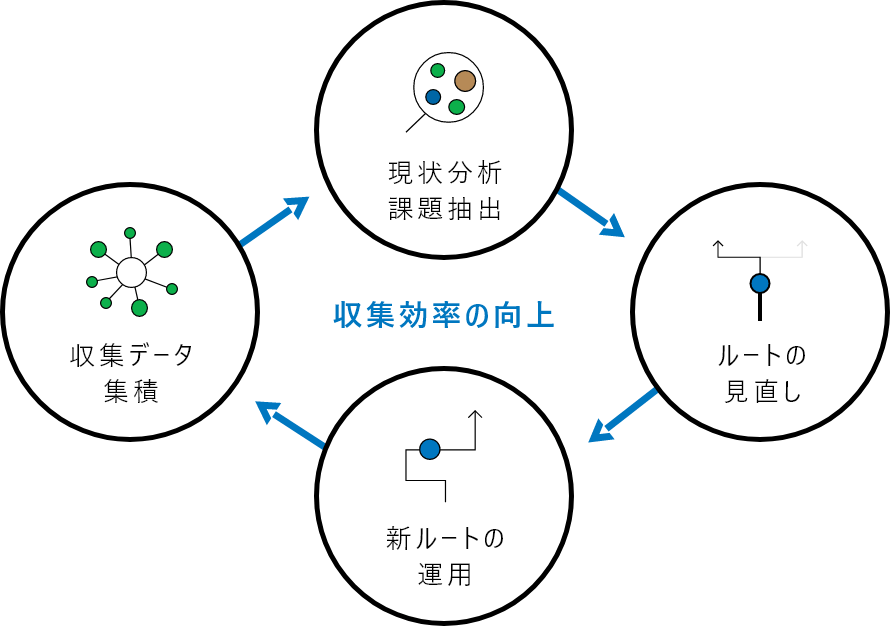 現状分析
課題抽出
収集効率の向上
収集データ
集積
ルートの
見直し
新ルートの
運用